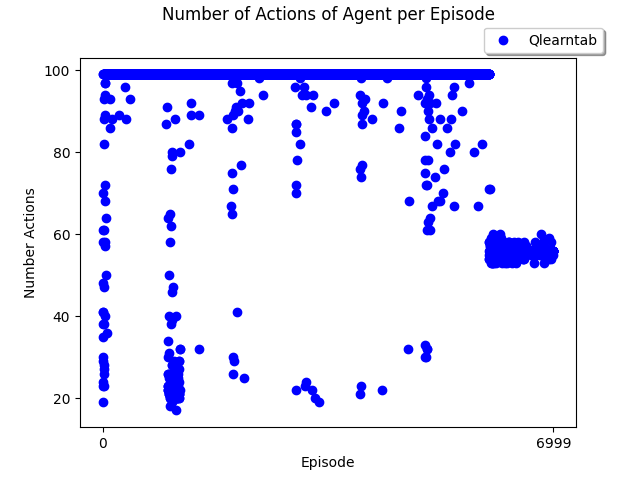 Number of Actions of Agent per Episode
Qlearntab
100
80
60
40
20
Number Actions
0
6999
Episode